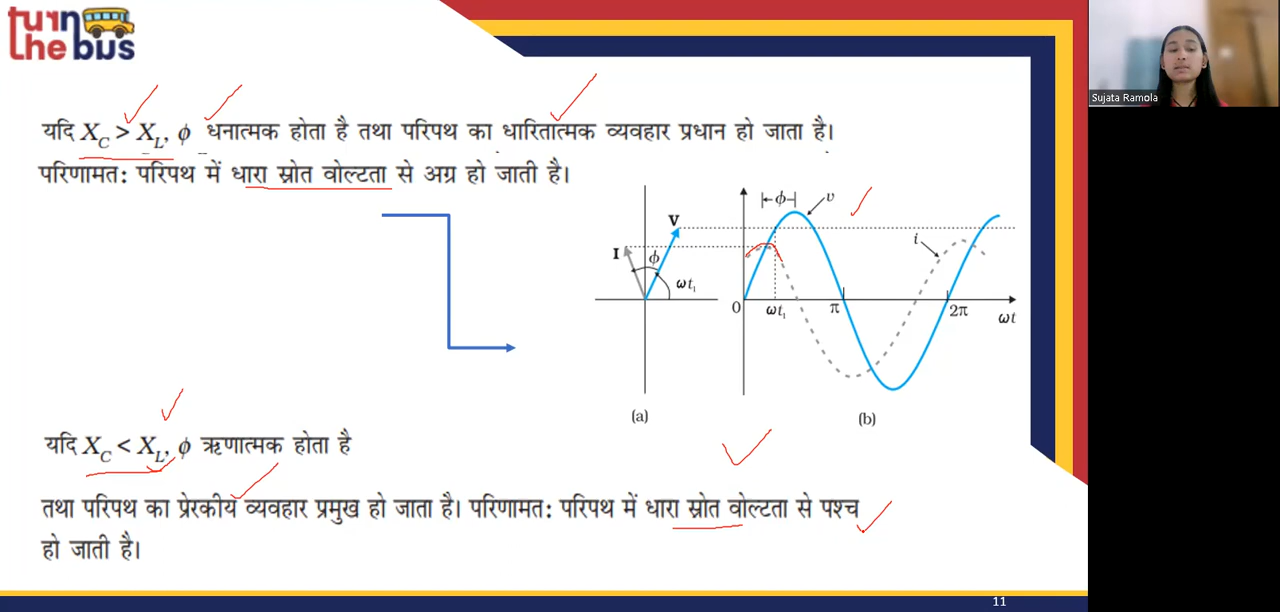 turn
the bus
Sujata Ramola
यदि X_C > X_L, ϕ धनात्मक होता है तथा परिपथ का धारितात्मक व्यवहार प्रधान हो जाता है।
परिणामत: परिपथ में धारा स्रोत वोल्टता से अग्र हो जाती है।
V
I
ϕ
ωt₁
(a)
ϕ
v
i
0
ωt₁
π
2π
ωt
(b)
यदि X_C < X_L, ϕ ऋणात्मक होता है
तथा परिपथ का प्रेरकीय व्यवहार प्रमुख हो जाता है। परिणामत: परिपथ में धारा स्रोत वोल्टता से पश्च
हो जाती है।
11